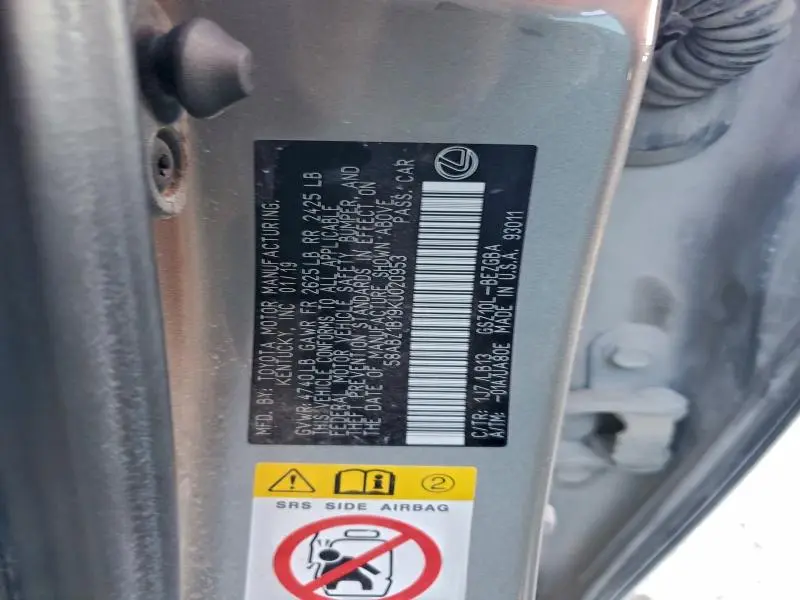 MFD. BY: TOYOTA MOTOR MANUFACTURING,
KENTUCKY, INC 01/19
GVWR 4740LB GAWR FR 2625 LB RR 2425 LB
THIS VEHICLE CONFORMS TO ALL APPLICABLE
FEDERAL MOTOR VEHICLE SAFETY, BUMPER, AND
THEFT PREVENTION STANDARDS IN EFFECT ON
THE DATE OF MANUFACTURE SHOWN ABOVE.
58ABZ1B79KU020953 PASS. CAR
C/TR: 1J7/LB13 GSZ10L-BEZGBA
A/TM: -01A/UA80E MADE IN U.S.A. 93011
2
SRS SIDE AIRBAG